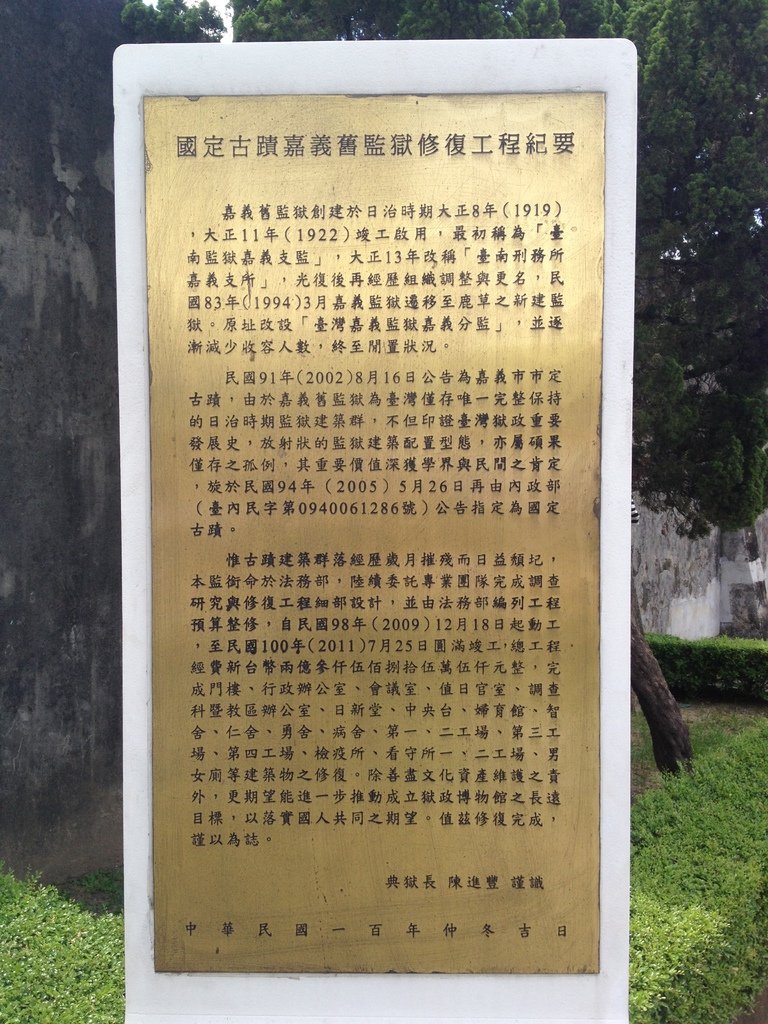 國定古蹟嘉義舊監獄修復工程紀要
嘉義舊監獄創建於日治時期大正8年(1919)
，大正11年(1922)竣工啟用，最初稱為「臺
南監獄嘉義支監」，大正13年改稱「臺南刑務所
嘉義支所」，光復後再經歷組織調整與更名，民
國83年(1994)3月嘉義監獄遷移至鹿草之新建監
獄。原址改設「臺灣嘉義監獄嘉義分監」，並逐
漸減少收容人數，終至閒置狀況。
民國91年(2002)8月16日公告為嘉義市市定
古蹟，由於嘉義舊監獄為臺灣僅存唯一完整保持
的日治時期監獄建築群，不但印證臺灣獄政重要
發展史，放射狀的監獄建築配置型態，亦屬碩果
僅存之孤例，其重要價值深獲學界與民間之肯定
，旋於民國94年（2005）5月26日再由內政部
（臺內民字第0940061286號）公告指定為國定
古蹟。
惟古蹟建築群落經歷歲月摧殘而日益頹圮，
本監銜命於法務部，陸續委託專業團隊完成調查
研究與修復工程細部設計，並由法務部編列工程
預算整修，自民國98年(2009)12月18日起動工
，至民國100年(2011)7月25日圓滿竣工，總工程
經費新台幣兩億參仟伍佰捌拾伍萬伍仟元整，完
成門樓、行政辦公室、會議室、值日官室、調查
科暨教區辦公室、日新堂、中央台、婦育館、智
舍、仁舍、勇舍、病舍、第一、二工場、第三工
場、第四工場、檢疫所、看守所一、二工場、男
女廁等建築物之修復。除善盡文化資產維護之責
外，更期望能進一步推動成立獄政博物館之長遠
目標，以落實國人共同之期望。值茲修復完成，
謹以為誌。
典獄長 陳進豐 謹識
中華民國一百年仲冬吉日